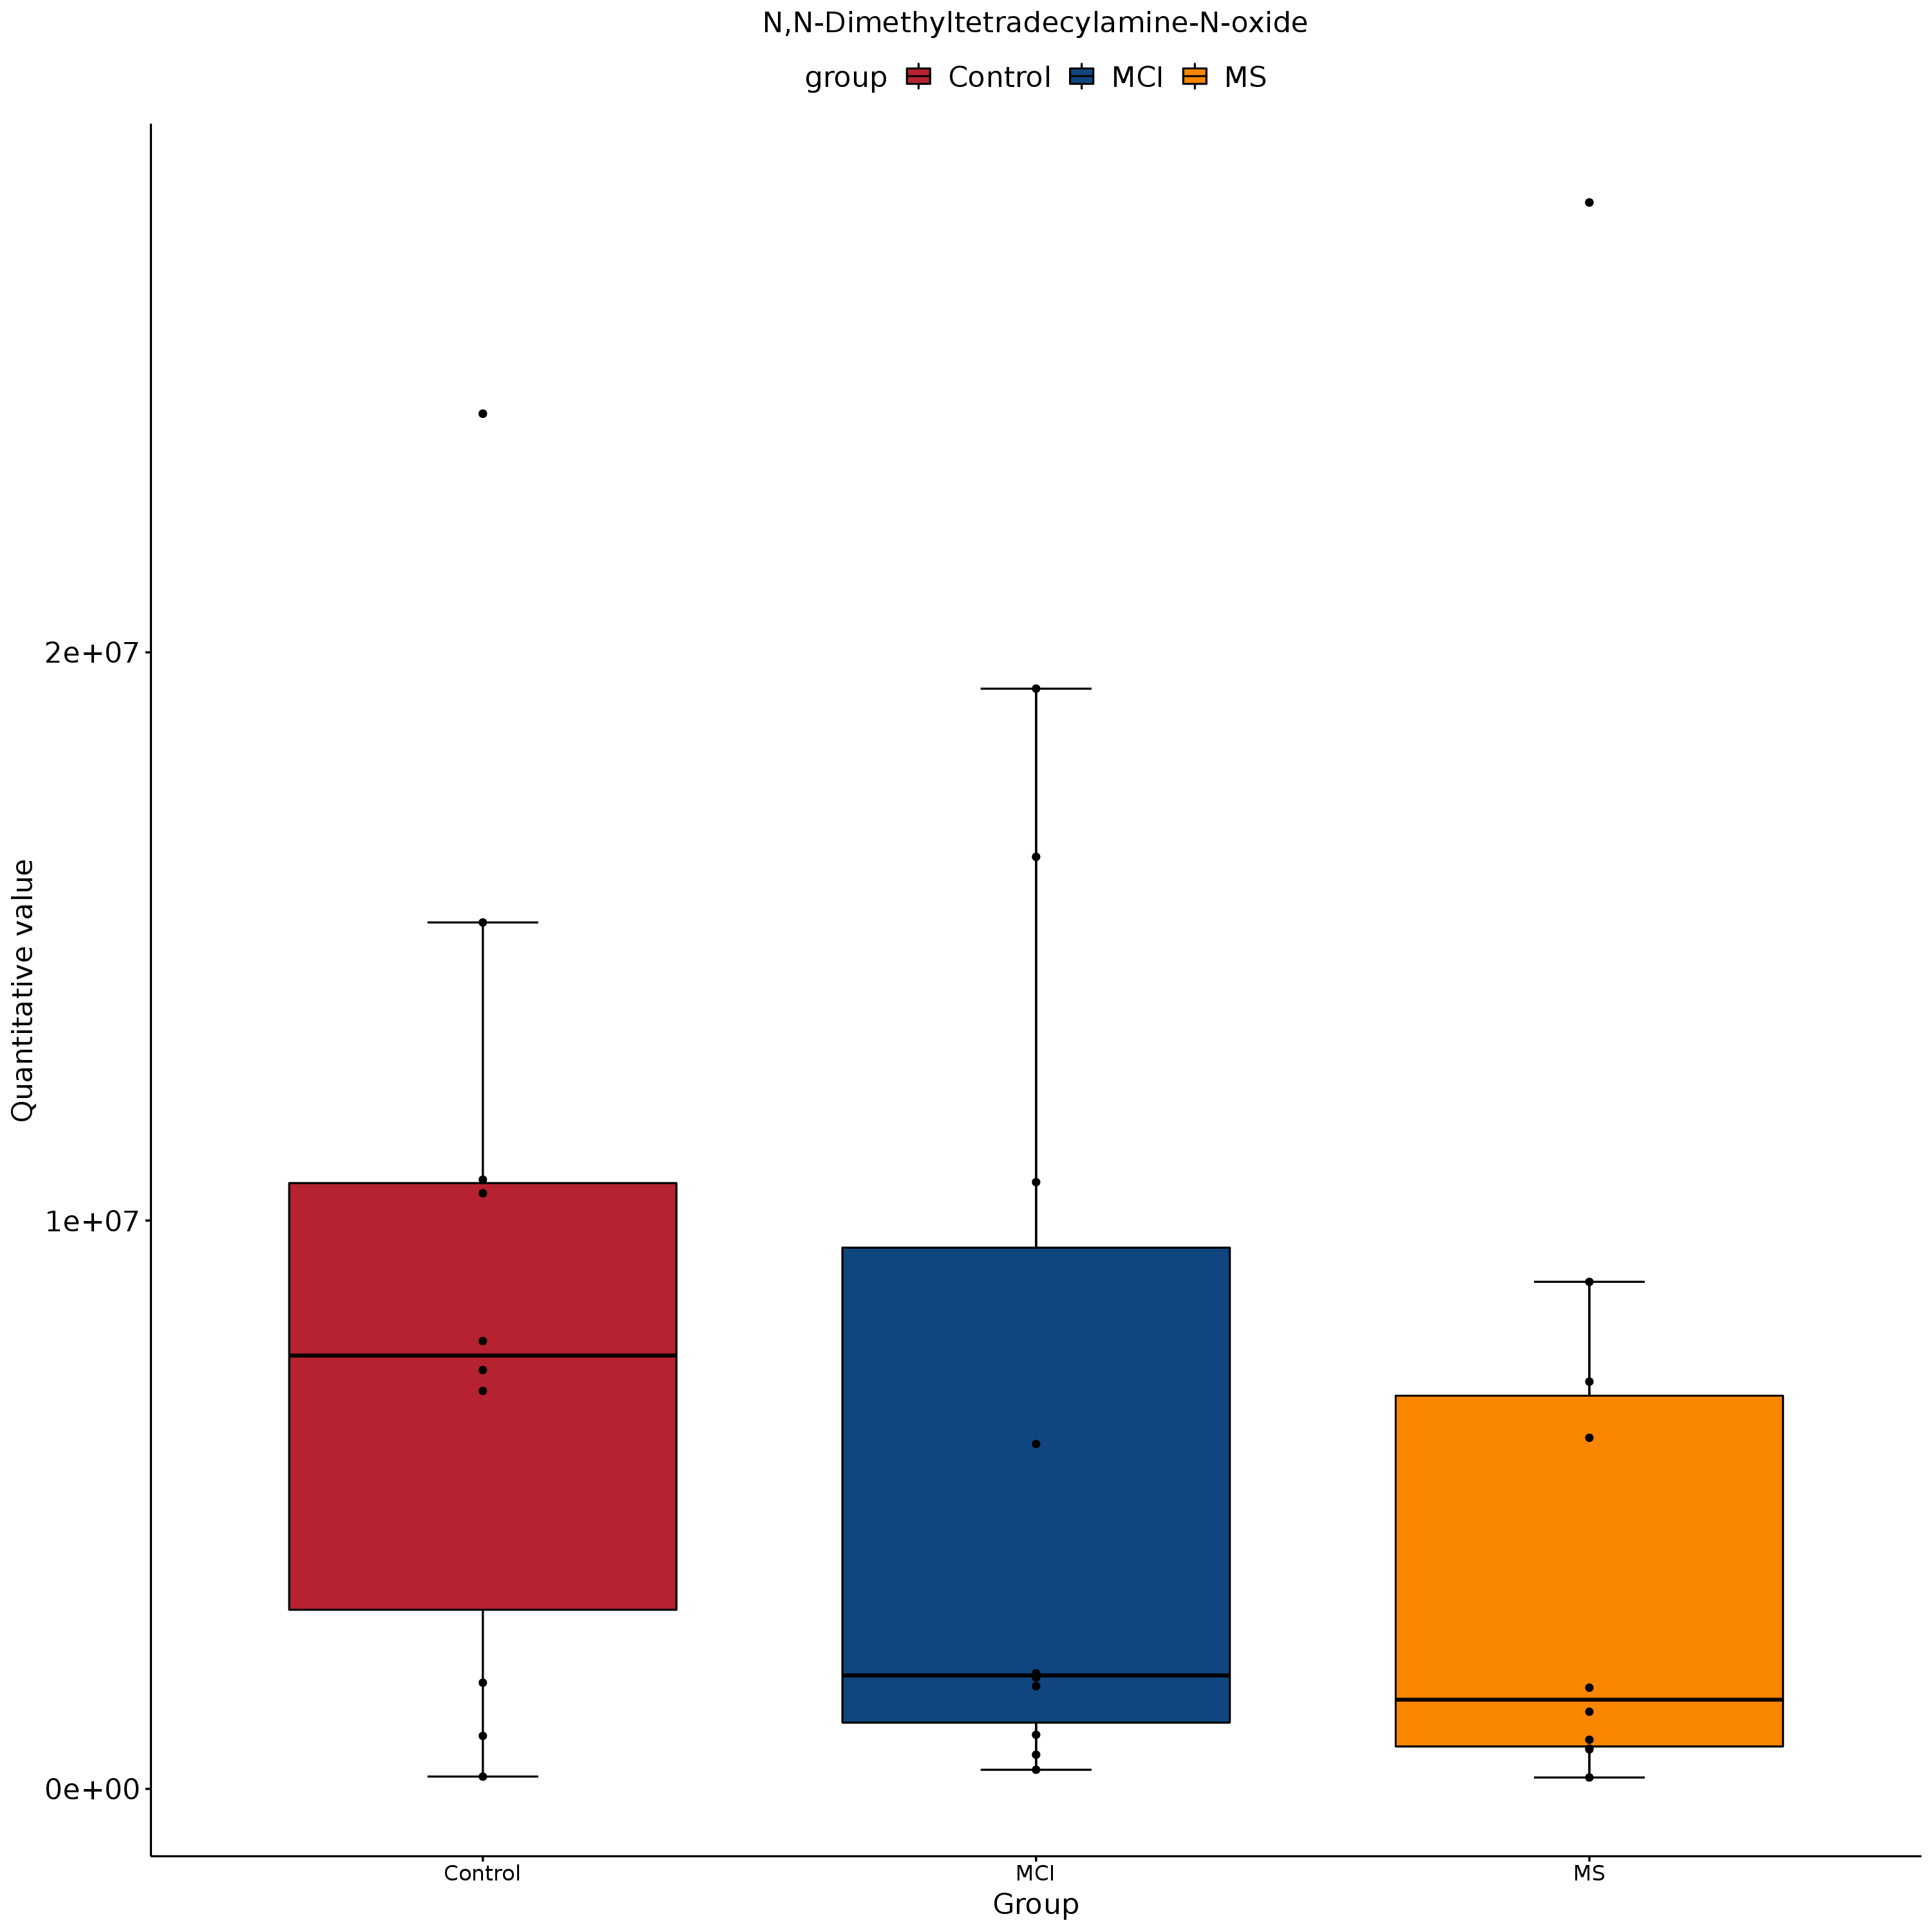 N,N-Dimethyltetradecylamine-N-oxide
group Control MCI MS
Quantitative value
2e+07
1e+07
0e+00
Control MCI MS
Group